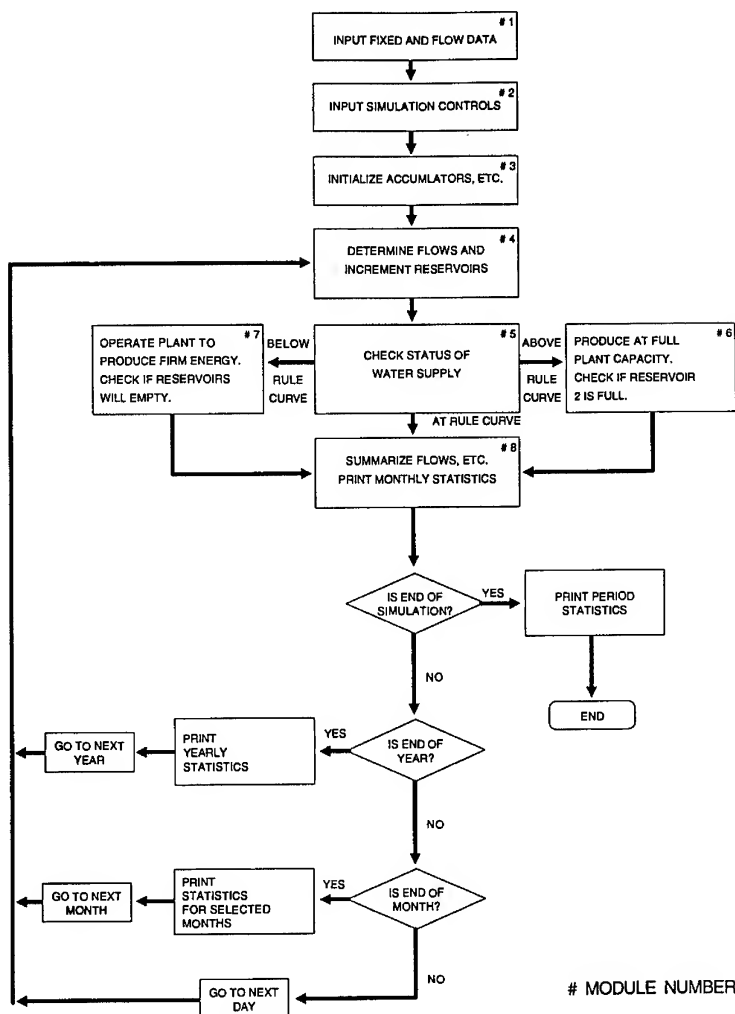 # 1
INPUT FIXED AND FLOW DATA
# 2
INPUT SIMULATION CONTROLS
# 3
INITIALIZE ACCUMLATORS, ETC.
# 4
DETERMINE FLOWS AND
INCREMENT RESERVOIRS
# 7
OPERATE PLANT TO
PRODUCE FIRM ENERGY.
CHECK IF RESERVOIRS
WILL EMPTY.
BELOW
RULE
CURVE
# 5
CHECK STATUS OF
WATER SUPPLY
ABOVE
RULE
CURVE
# 6
PRODUCE AT FULL
PLANT CAPACITY.
CHECK IF RESERVOIR
2 IS FULL.
AT RULE CURVE
# 8
SUMMARIZE FLOWS, ETC.
PRINT MONTHLY STATISTICS
IS END OF
SIMULATION?
YES
PRINT PERIOD
STATISTICS
END
NO
IS END OF
YEAR?
YES
PRINT
YEARLY
STATISTICS
GO TO NEXT
YEAR
NO
IS END OF
MONTH?
YES
PRINT
STATISTICS
FOR SELECTED
MONTHS
GO TO NEXT
MONTH
NO
GO TO NEXT
DAY
# MODULE NUMBER